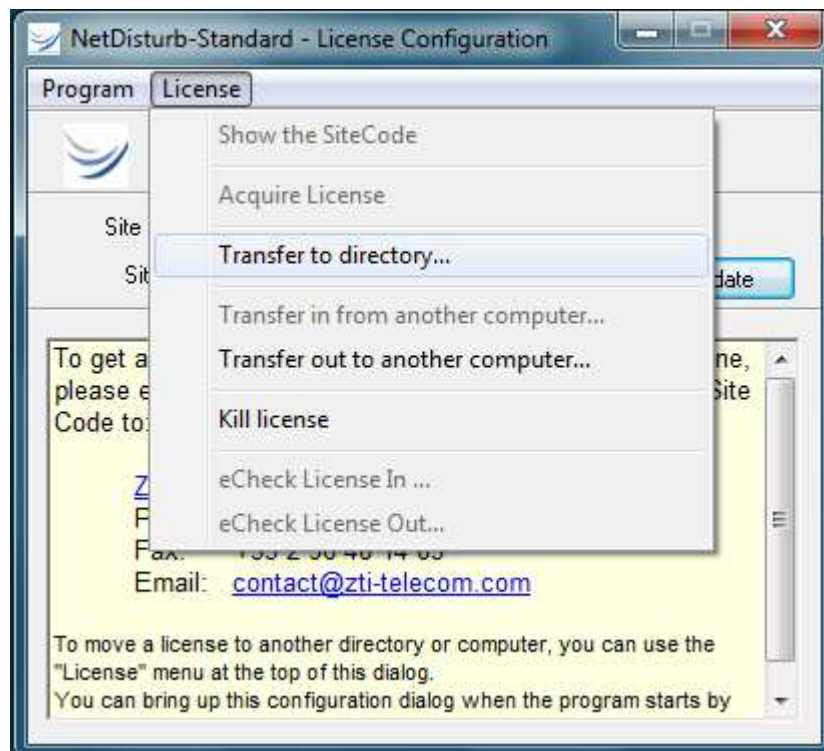 NetDisturb-Standard - License Configuration
Program License
Show the SiteCode
Acquire License
Site
Transfer to directory...
Sit
date
Transfer in from another computer...
To get a ne,
Transfer out to another computer...
please e Site
Code to:
Kill license
Z
eCheck License In ...
P
eCheck License Out...
Fax:
Email: contact@zti-telecom.com
To move a license to another directory or computer, you can use the
"License" menu at the top of this dialog.
You can bring up this configuration dialog when the program starts by